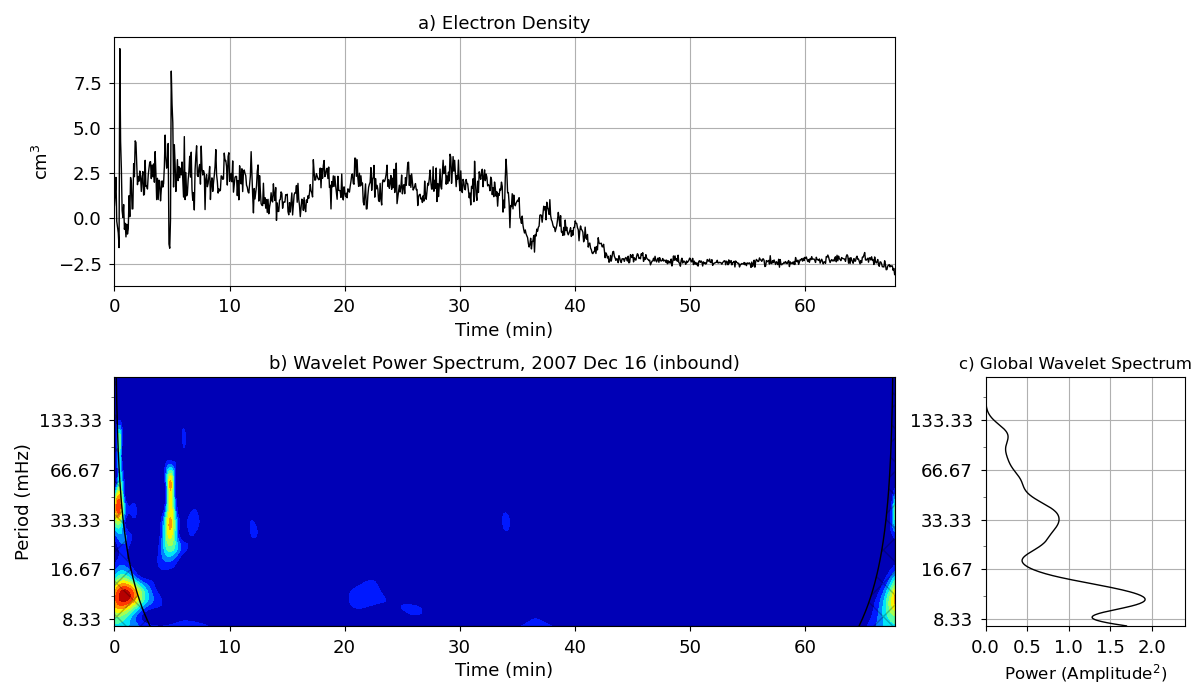 a) Electron Density
cm³
7.5
5.0
2.5
0.0
−2.5
0 10 20 30 40 50 60
Time (min)
b) Wavelet Power Spectrum, 2007 Dec 16 (inbound)
Period (mHz)
133.33
66.67
33.33
16.67
8.33
0 10 20 30 40 50 60
Time (min)
c) Global Wavelet Spectrum
133.33
66.67
33.33
16.67
8.33
0.0 0.5 1.0 1.5 2.0
Power (Amplitude²)